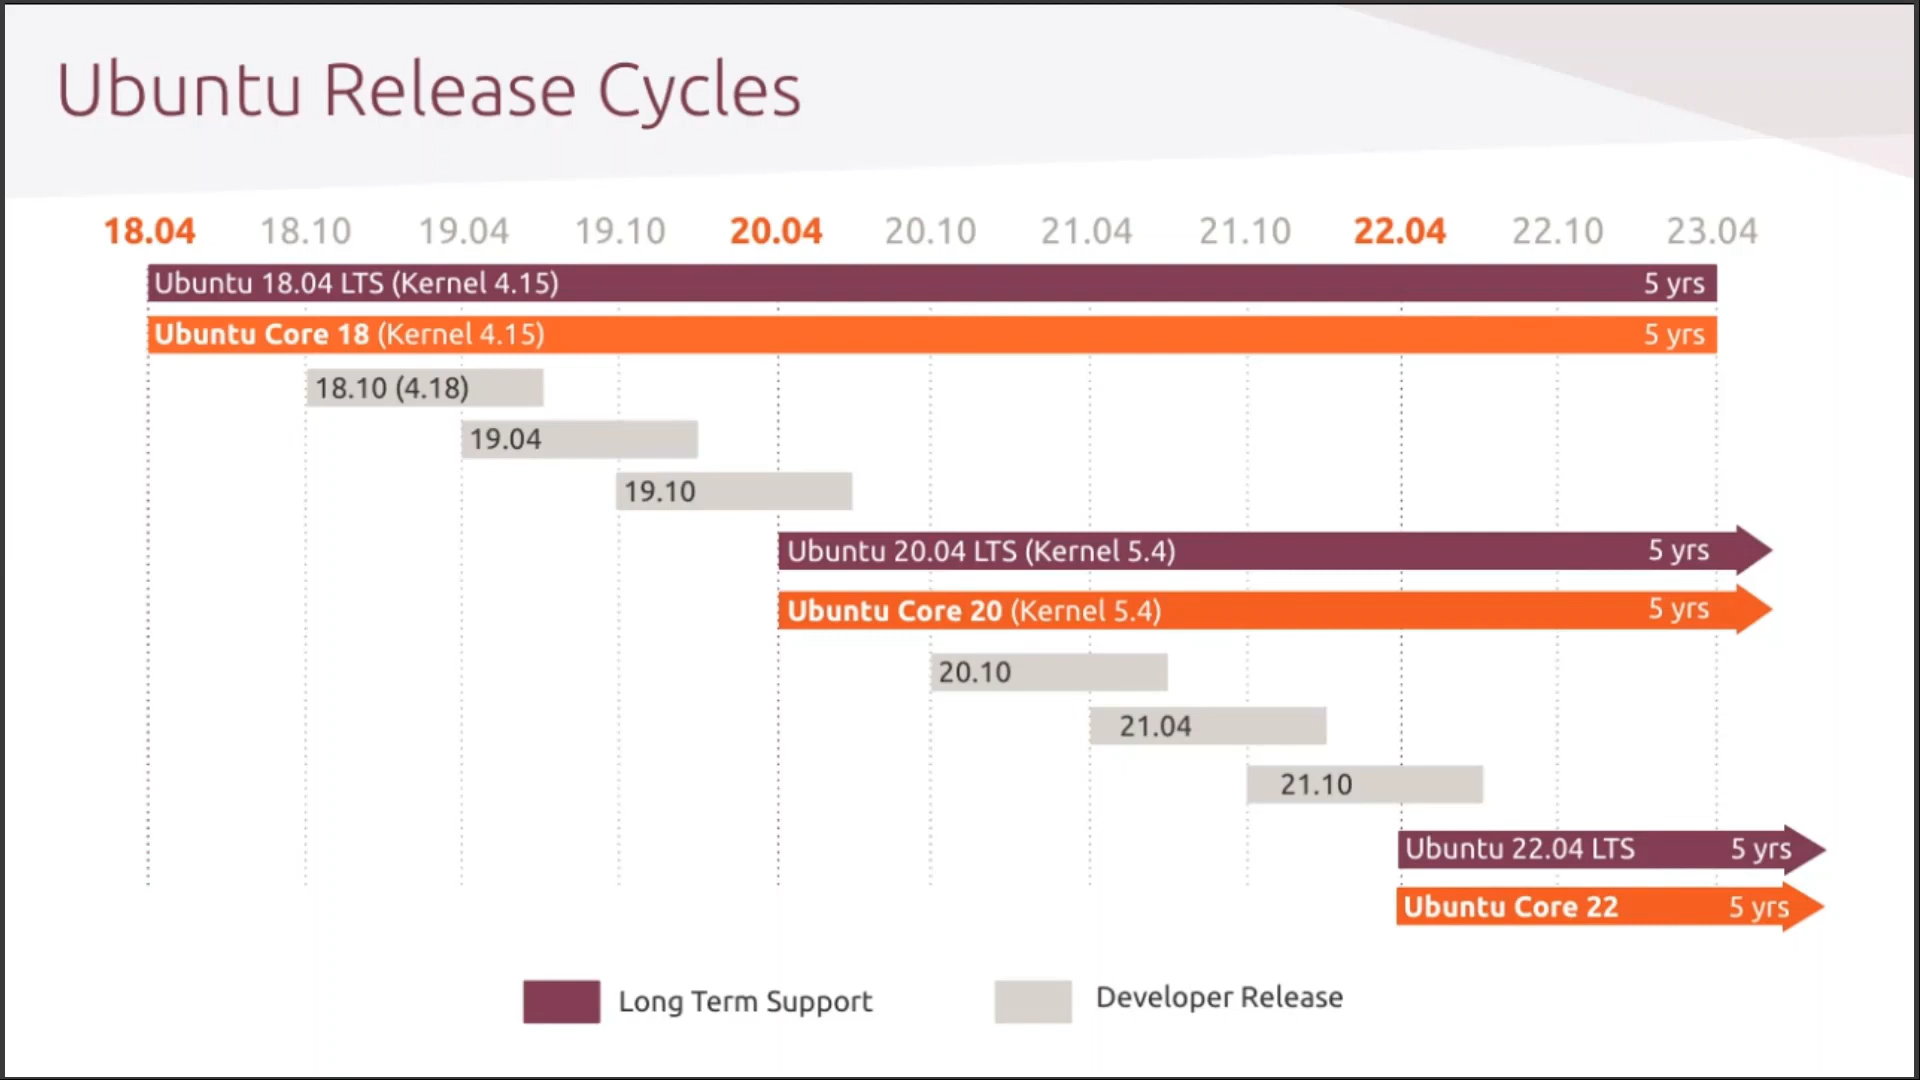 Ubuntu Release Cycles
18.04 18.10 19.04 19.10 20.04 20.10 21.04 21.10 22.04 22.10 23.04
Ubuntu 18.04 LTS (Kernel 4.15) 5 yrs
Ubuntu Core 18 (Kernel 4.15) 5 yrs
18.10 (4.18)
19.04
19.10
Ubuntu 20.04 LTS (Kernel 5.4) 5 yrs
Ubuntu Core 20 (Kernel 5.4) 5 yrs
20.10
21.04
21.10
Ubuntu 22.04 LTS 5 yrs
Ubuntu Core 22 5 yrs
Long Term Support Developer Release